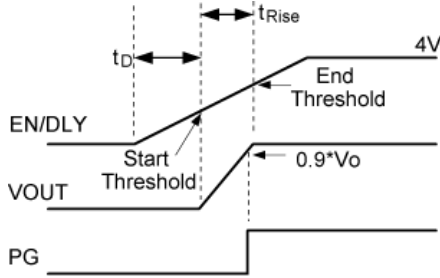 tRise
tD
4V
End
Threshold
EN/DLY
Start
Threshold
0.9*Vo
VOUT
PG